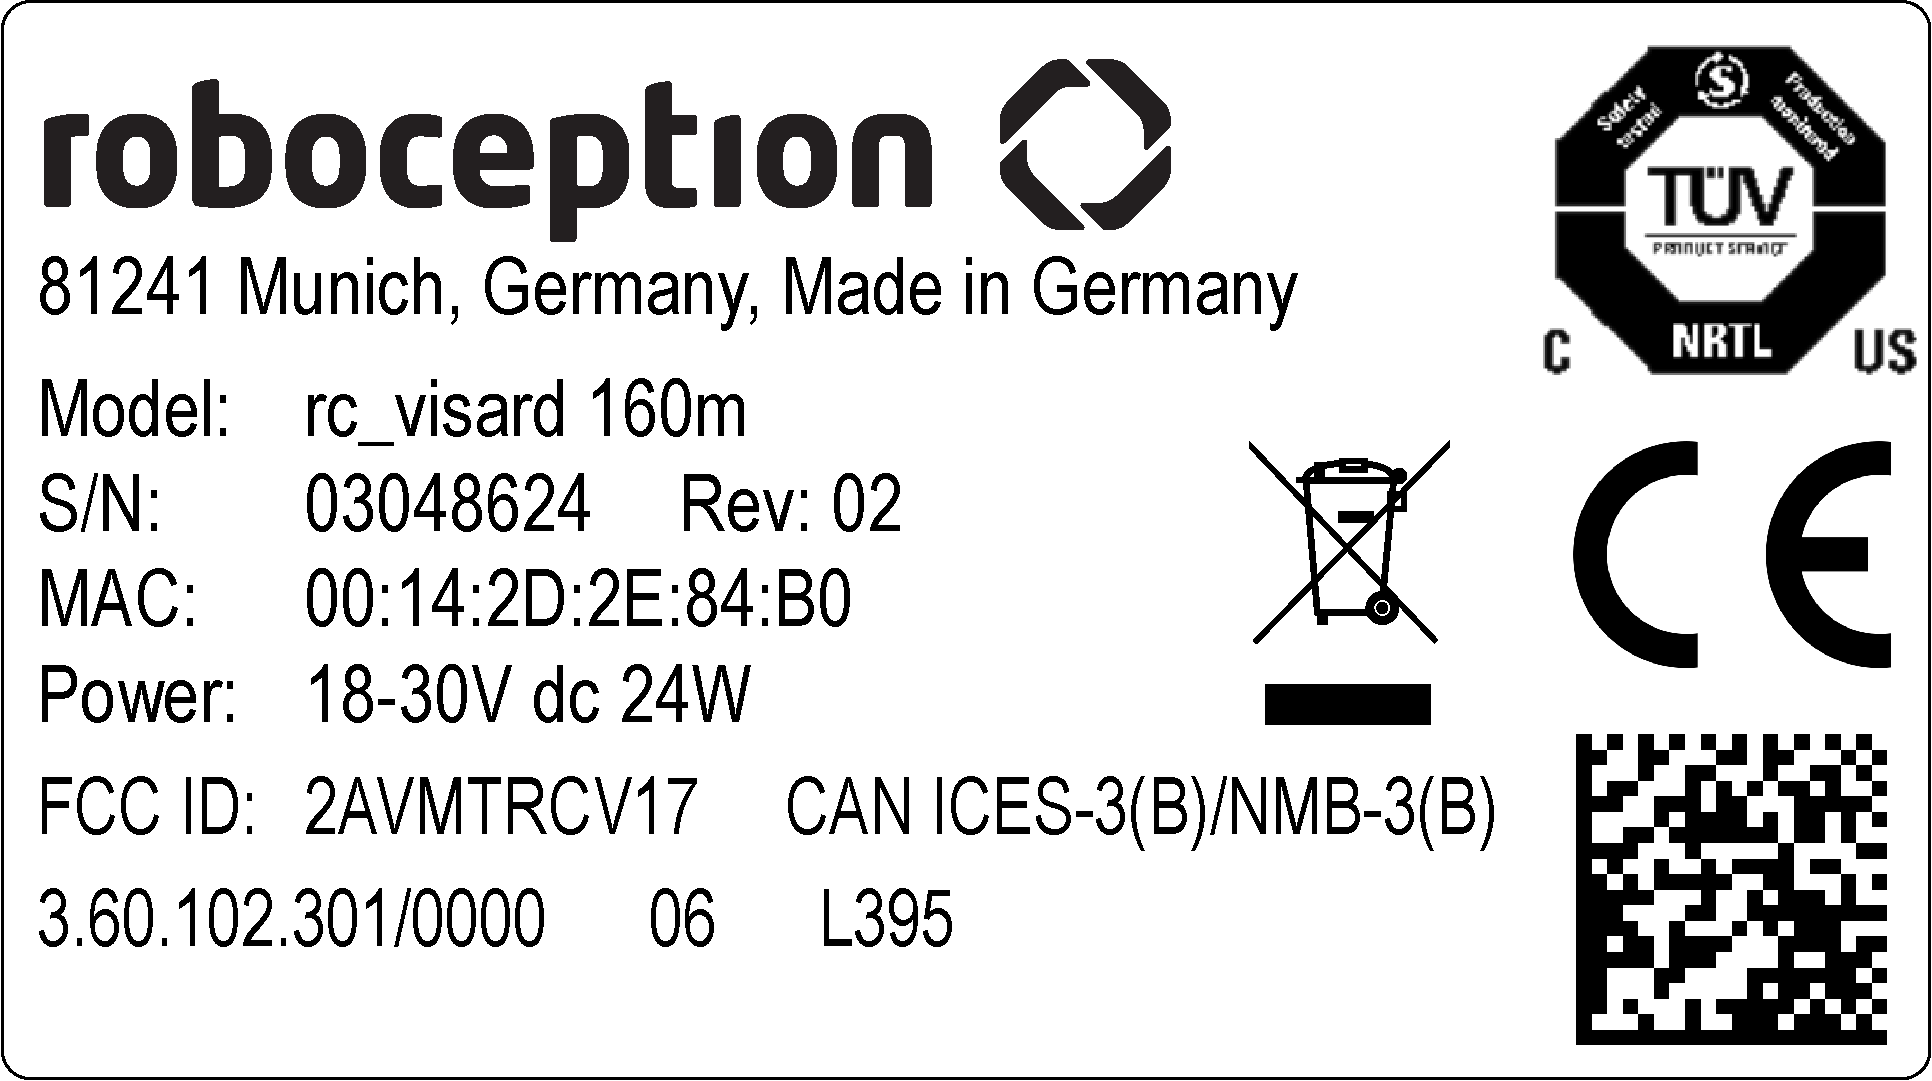 roboception
81241 Munich, Germany, Made in Germany
Model: rc_visard 160m
S/N: 03048624 Rev: 02
MAC: 00:14:2D:2E:84:B0
Power: 18-30V dc 24W
FCC ID: 2AVMTRCV17 CAN ICES-3(B)/NMB-3(B)
3.60.102.301/0000 06 L395
S
Safety
tested
Production
monitored
TÜV
PRODUCT SERVICE
NRTL
C US
CE